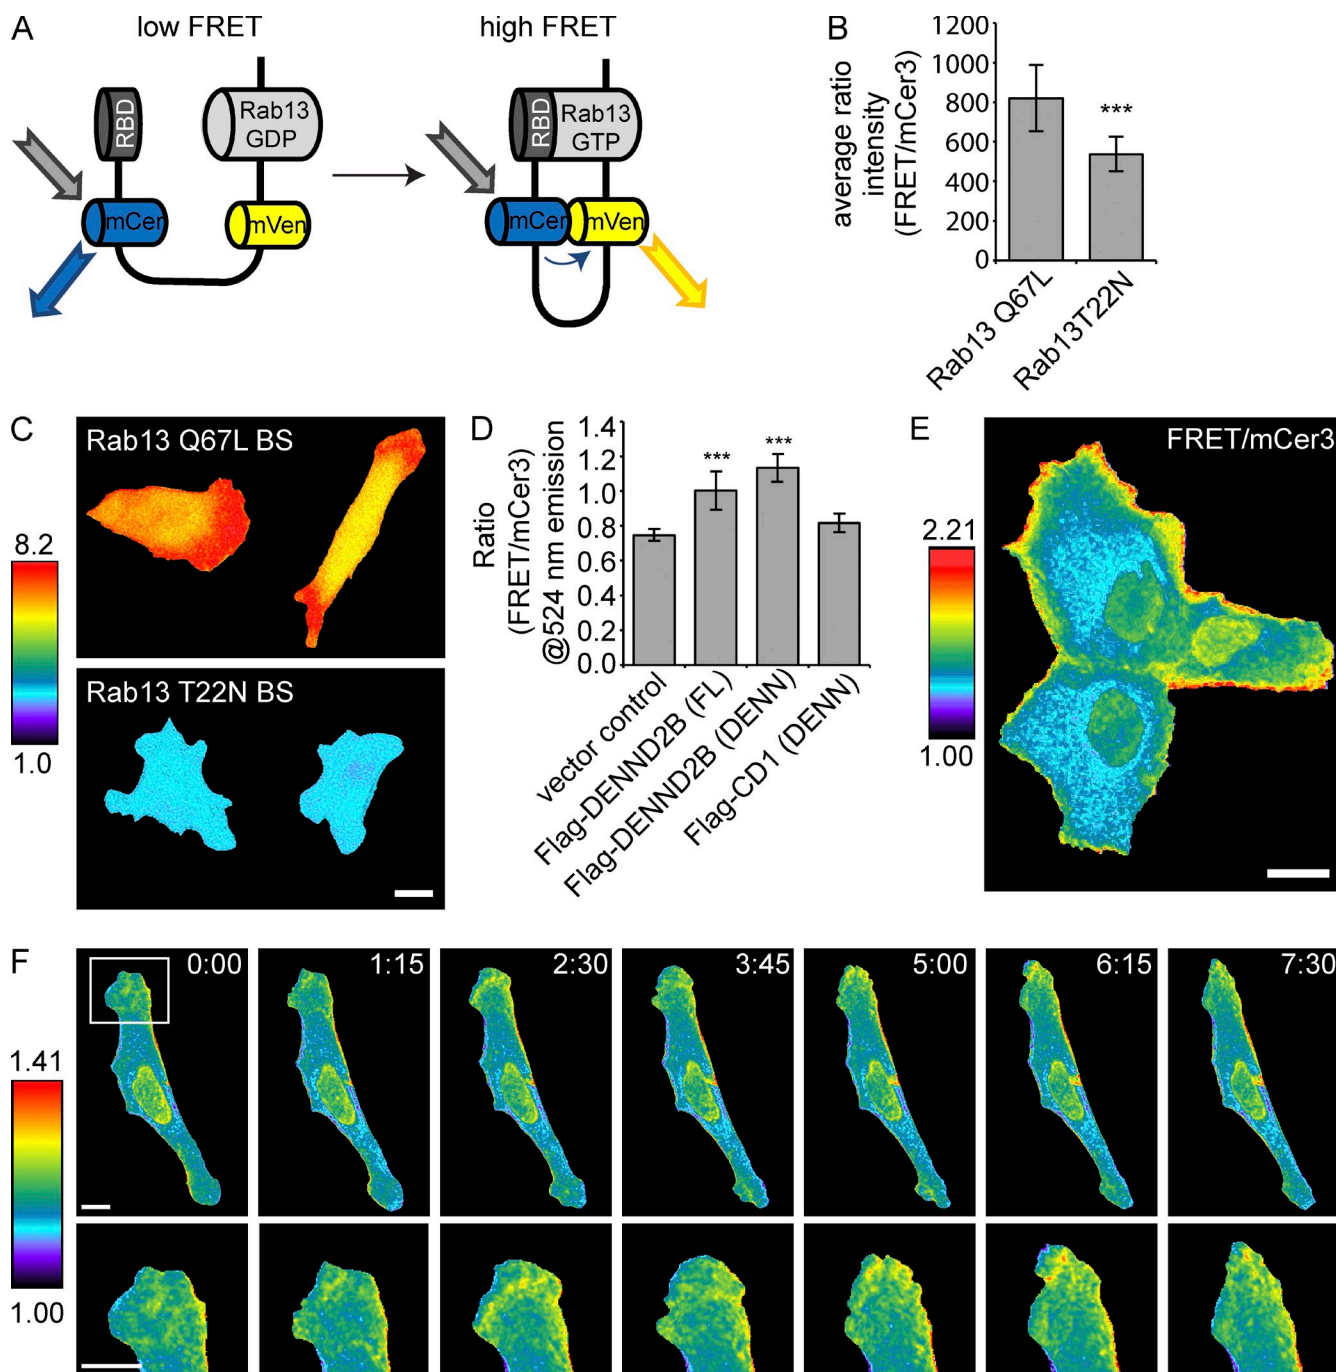 A
low FRET
high FRET
RBD
Rab13
GDP
mCer
mVen
RBD
Rab13
GTP
mCer
mVen
B
average ratio
intensity
(FRET/mCer3)
1200
1000
800
600
400
200
0
***
Rab13 Q67L
Rab13T22N
C
Rab13 Q67L BS
8.2
1.0
Rab13 T22N BS
D
Ratio
(FRET/mCer3)
@524 nm emission
1.4
1.2
1.0
0.8
0.6
0.4
0.2
0.0
***
***
vector control
Flag-DENND2B (FL)
Flag-DENND2B (DENN)
Flag-CD1 (DENN)
E
FRET/mCer3
2.21
1.00
F
0:00
1:15
2:30
3:45
5:00
6:15
7:30
1.41
1.00